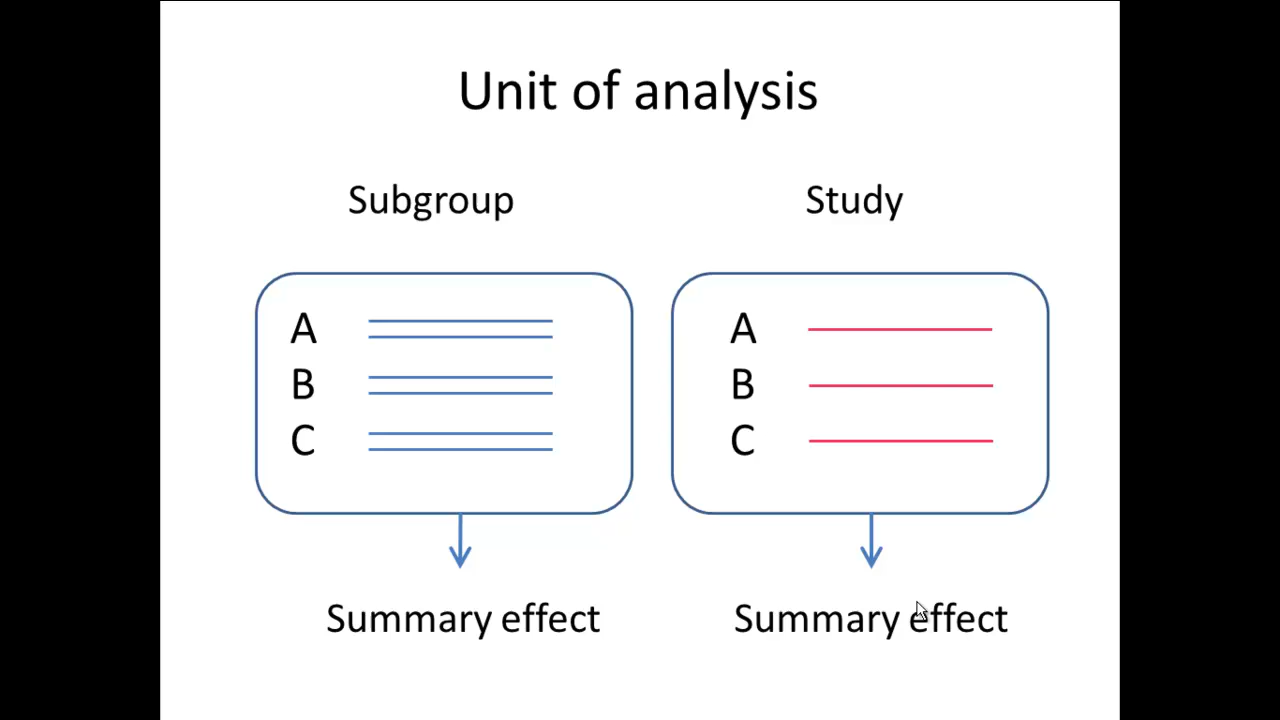 Unit of analysis
Subgroup
Study
A
B
C
A
B
C
Summary effect
Summary effect